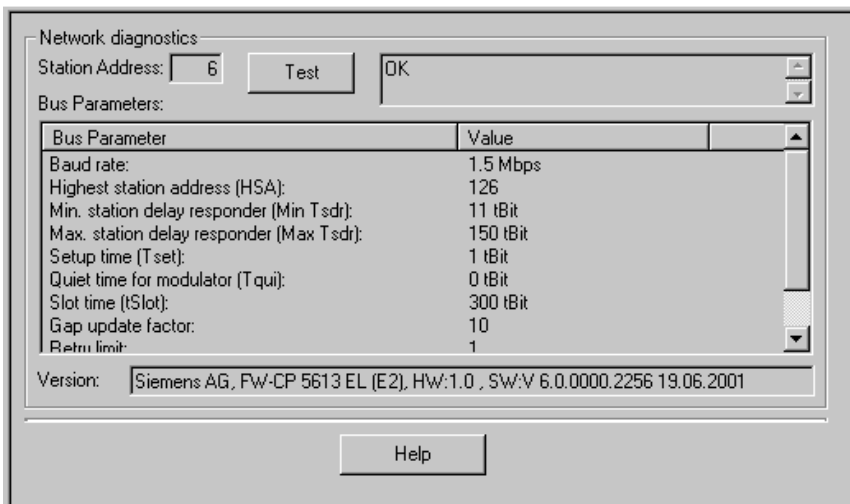 Network diagnostics
Station Address: 6 Test OK
Bus Parameters:
Bus Parameter Value
Baud rate: 1.5 Mbps
Highest station address (HSA): 126
Min. station delay responder (Min Tsdr): 11 tBit
Max. station delay responder (Max Tsdr): 150 tBit
Setup time (Tset): 1 tBit
Quiet time for modulator (Tqui): 0 tBit
Slot time (tSlot): 300 tBit
Gap update factor: 10
Retry limit: 1
Version: Siemens AG, FW-CP 5613 EL (E2), HW:1.0 , SW:V 6.0.0000.2256 19.06.2001
Help